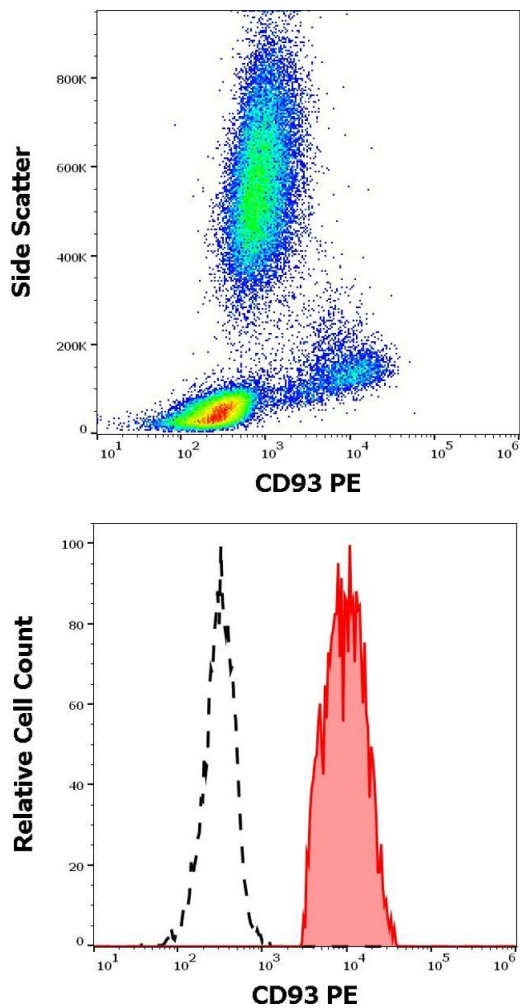 Side Scatter
800K
600K
400K
200K
0
10¹ 10² 10³ 10⁴ 10⁵ 10⁶
CD93 PE
Relative Cell Count
100
80
60
40
20
0
10¹ 10² 10³ 10⁴ 10⁵ 10⁶
CD93 PE